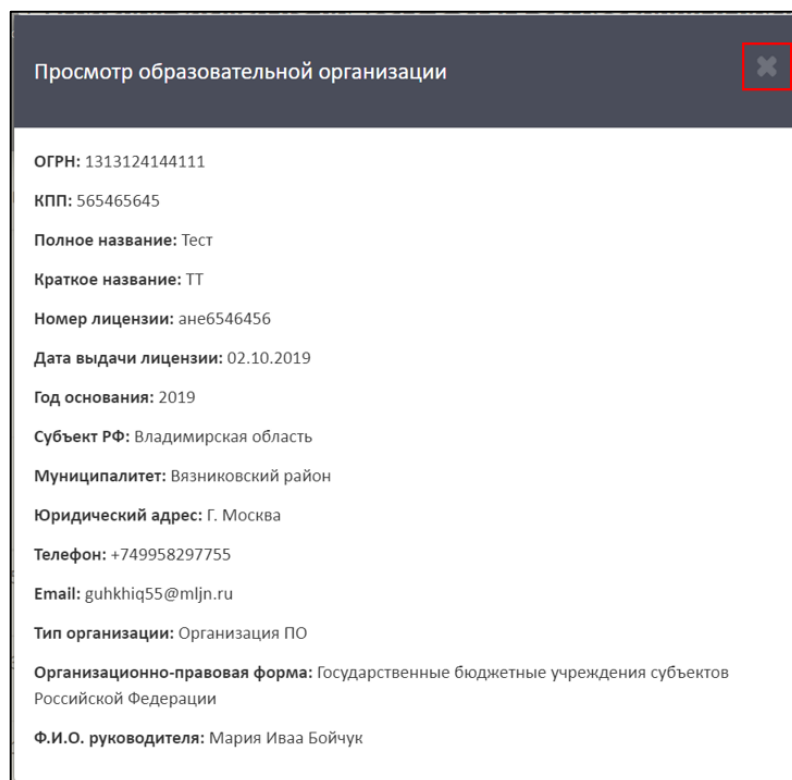 Просмотр образовательной организации
ОГРН: 1313124144111
КПП: 565465645
Полное название: Тест
Краткое название: ТТ
Номер лицензии: ане6546456
Дата выдачи лицензии: 02.10.2019
Год основания: 2019
Субъект РФ: Владимирская область
Муниципалитет: Вязниковский район
Юридический адрес: Г. Москва
Телефон: +749958297755
Email: guhkhiq55@mljn.ru
Тип организации: Организация ПО
Организационно-правовая форма: Государственные бюджетные учреждения субъектов
Российской Федерации
Ф.И.О. руководителя: Мария Иваа Бойчук